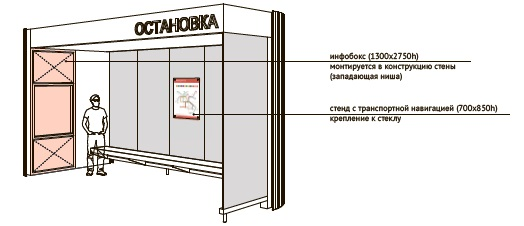 ОСТАНОВКА
инфобокс (1300x2750h)
монтируется в конструкцию стены
(западающая ниша)
стенд с транспортной навигацией (700x850h)
крепление к стеклу